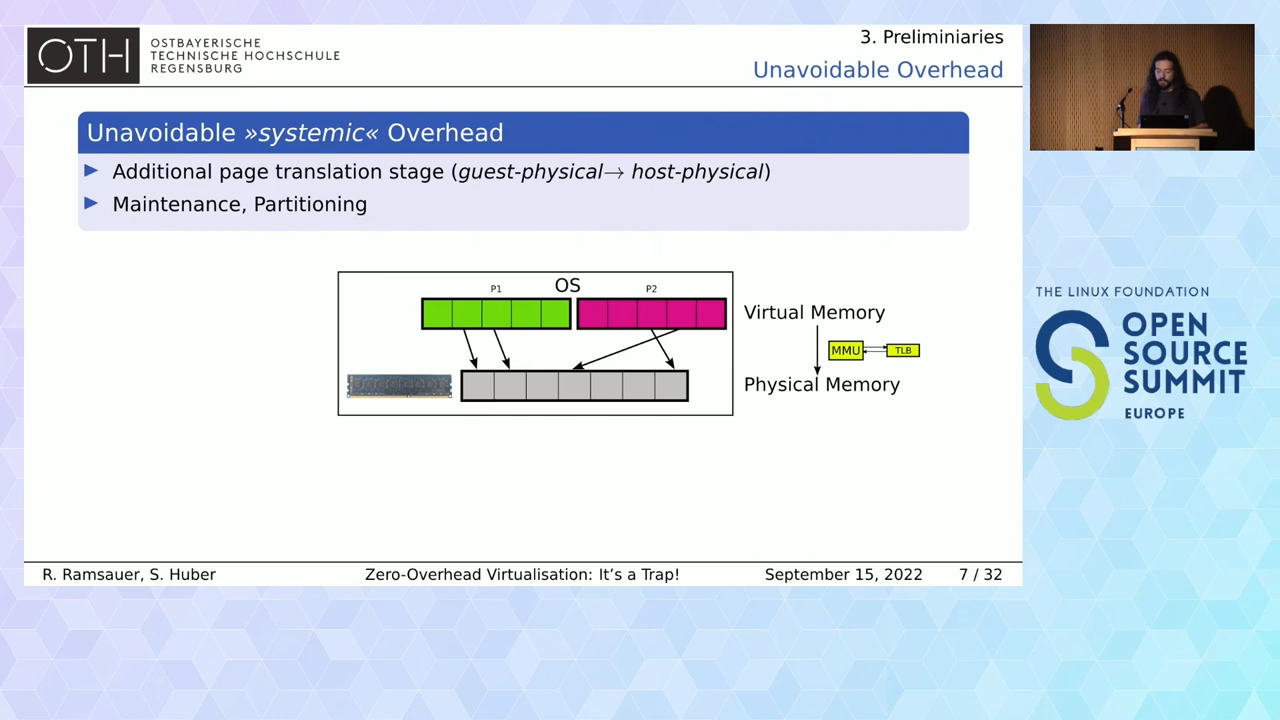 OTH
OSTBAYERISCHE
TECHNISCHE HOCHSCHULE
REGENSBURG
3. Preliminiaries
Unavoidable Overhead
Unavoidable »systemic« Overhead
Additional page translation stage (guest-physical→ host-physical)
Maintenance, Partitioning
P1
OS
P2
Virtual Memory
MMU
TLB
Physical Memory
R. Ramsauer, S. Huber
Zero-Overhead Virtualisation: It's a Trap!
September 15, 2022
7 / 32
THE LINUX FOUNDATION
OPEN
SOURCE
SUMMIT
EUROPE